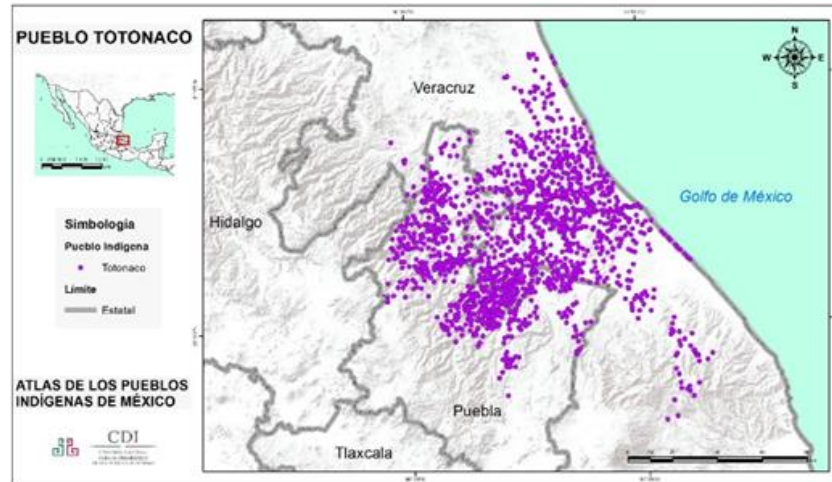 PUEBLO TOTONACO
Simbología
Pueblo Indígena
Totonaco
Límite
Estatal
ATLAS DE LOS PUEBLOS
INDÍGENAS DE MÉXICO
CDI
Veracruz
Hidalgo
Golfo de México
Puebla
Tlaxcala
N
W
E
S